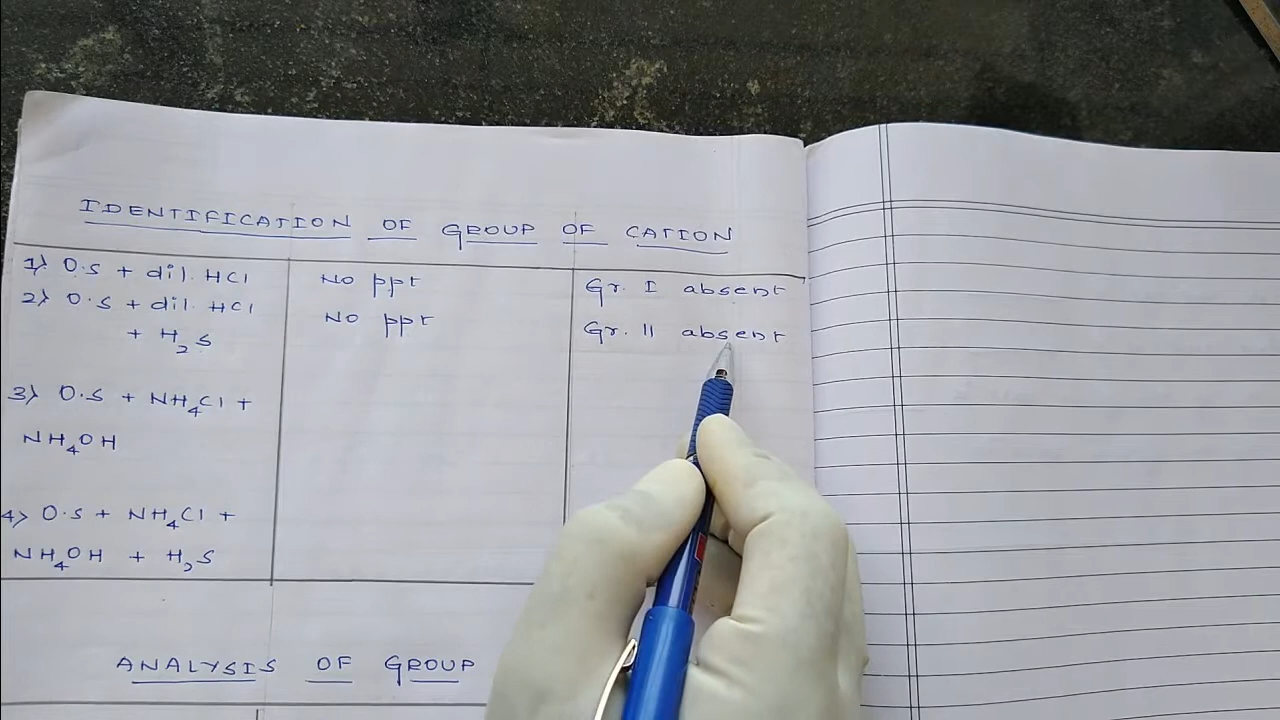 IDENTIFICATION OF GROUP OF CATION
1) O.S + dil. HCl No ppt Gr. I absent
2) O.S + dil. HCl No ppt Gr. II absent
+ H₂S
3) O.S + NH₄Cl +
NH₄OH
4) O.S + NH₄Cl +
NH₄OH + H₂S
ANALYSIS OF GROUP